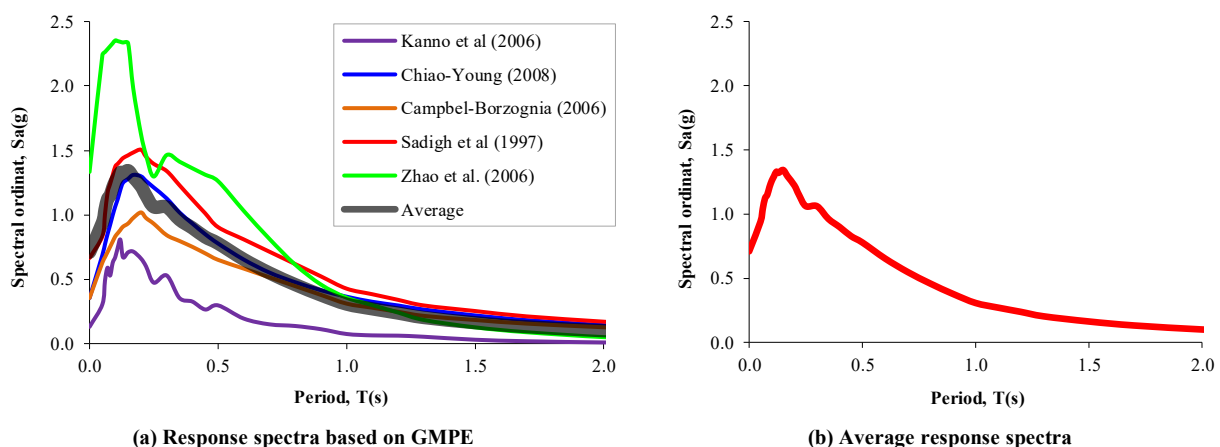 2.5
2.0
1.5
1.0
0.5
0.0
Spectral ordinat, Sa(g)
Kanno et al (2006)
Chiao-Young (2008)
Campbel-Borzognia (2006)
Sadigh et al (1997)
Zhao et al. (2006)
Average
0.0 0.5 1.0 1.5 2.0
Period, T(s)
(a) Response spectra based on GMPE
2.5
2.0
1.5
1.0
0.5
0.0
Spectral ordinat, Sa(g)
0.0 0.5 1.0 1.5 2.0
Period, T(s)
(b) Average response spectra